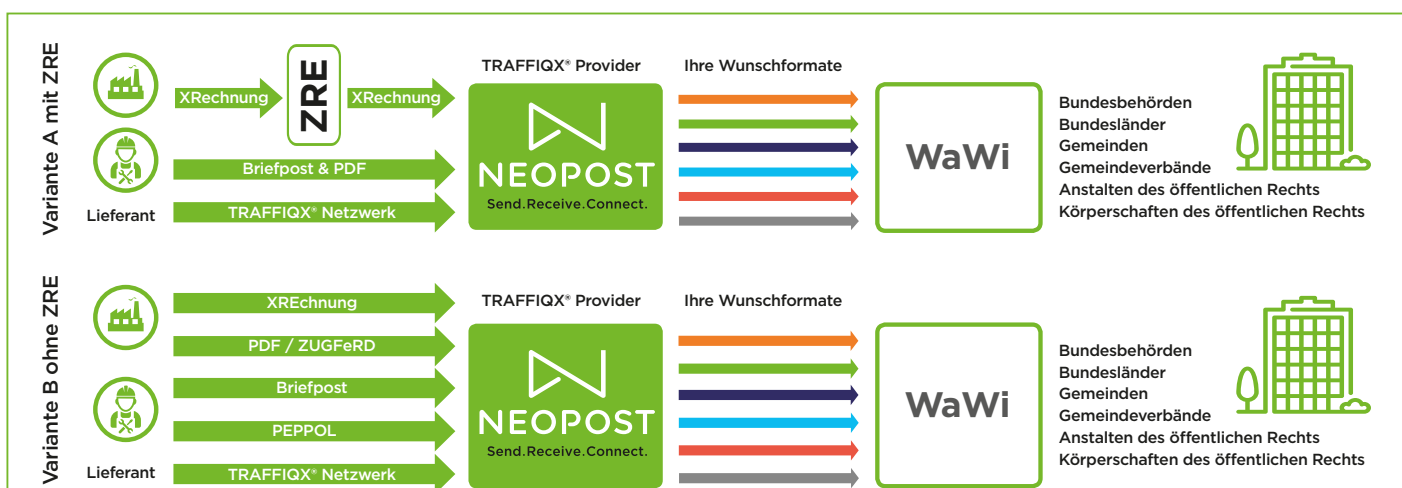 Variante A mit ZRE
XRechnung
ZRE
XRechnung
Briefpost & PDF
TRAFFIQX® Netzwerk
Lieferant
TRAFFIQX® Provider
NEOPOST
Send.Receive.Connect.
Ihre Wunschformate
WaWi
Bundesbehörden
Bundesländer
Gemeinden
Gemeindeverbände
Anstalten des öffentlichen Rechts
Körperschaften des öffentlichen Rechts
Variante B ohne ZRE
XREchnung
PDF / ZUGFeRD
Briefpost
PEPPOL
TRAFFIQX® Netzwerk
Lieferant
TRAFFIQX® Provider
NEOPOST
Send.Receive.Connect.
Ihre Wunschformate
WaWi
Bundesbehörden
Bundesländer
Gemeinden
Gemeindeverbände
Anstalten des öffentlichen Rechts
Körperschaften des öffentlichen Rechts